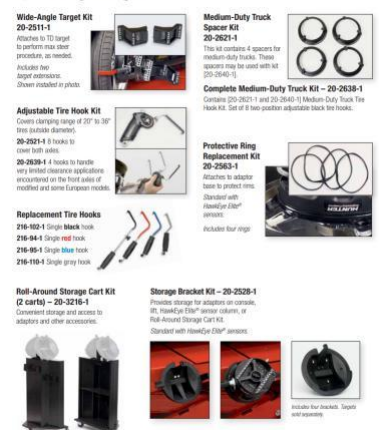 Wide-Angle Target Kit
20-2511-1
Attaches to TD target
to perform max steer
procedure, as needed.
Includes two
target extensions.
Shown installed in photo.
Adjustable Tire Hook Kit
Covers clamping range of 20" to 36"
tires (outside diameter).
20-2521-1 8 hooks to
cover both axles.
20-2639-1 4 hooks to handle
very limited clearance applications
encountered on the front axles of
modified and some European models.
Replacement Tire Hooks
216-102-1 Single black hook
216-94-1 Single red hook
216-95-1 Single blue hook
216-110-1 Single gray hook
Roll-Around Storage Cart Kit
(2 carts) – 20-3216-1
Convenient storage and access to
adaptors and other accessories.
Medium-Duty Truck
Spacer Kit
20-2621-1
This kit contains 4 spacers for
medium-duty trucks. These
spacers may be used with kit
[20-2640-1].
Complete Medium-Duty Truck Kit – 20-2638-1
Contains [20-2621-1 and 20-2640-1] Medium-Duty Truck Tire
Hook Kit. Set of 8 two-position adjustable black tire hooks.
Protective Ring
Replacement Kit
20-2563-1
Attaches to adaptor
base to protect rims.
Standard with
HawkEye Elite®
sensors.
Includes four rings
HUNTER
Storage Bracket Kit – 20-2528-1
Provides storage for adaptors on console,
lift, HawkEye Elite® sensor column, or
Roll-Around Storage Cart Kit.
Standard with HawkEye Elite® sensors.
Includes four brackets. Targets
sold separately.